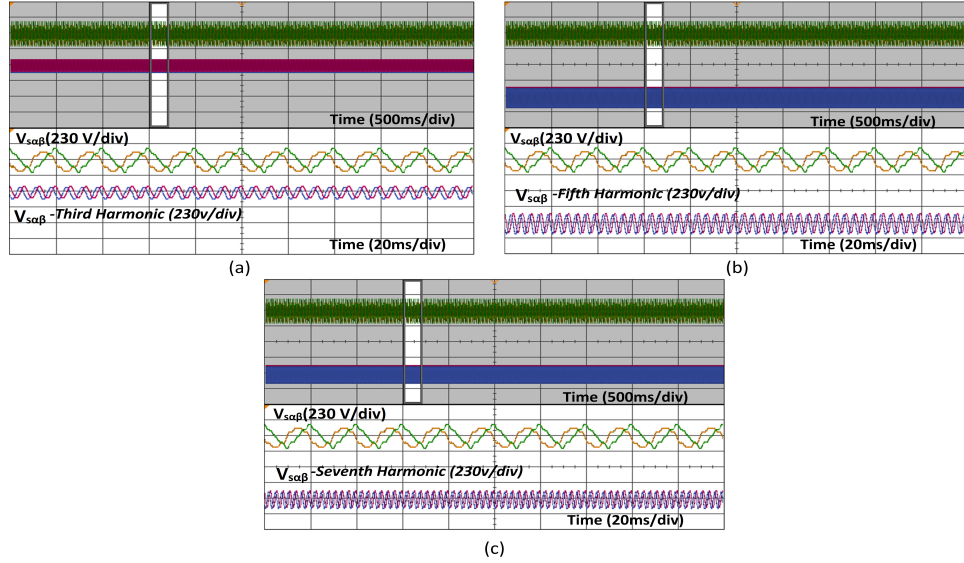 Time (500ms/div)
Vsαβ(230 V/div)
Vsαβ -Third Harmonic (230v/div)
Time (20ms/div)
(a)
Time (500ms/div)
Vsαβ(230 V/div)
Vsαβ -Fifth Harmonic (230v/div)
Time (20ms/div)
(b)
Time (500ms/div)
Vsαβ(230 V/div)
Vsαβ -Seventh Harmonic (230v/div)
Time (20ms/div)
(c)